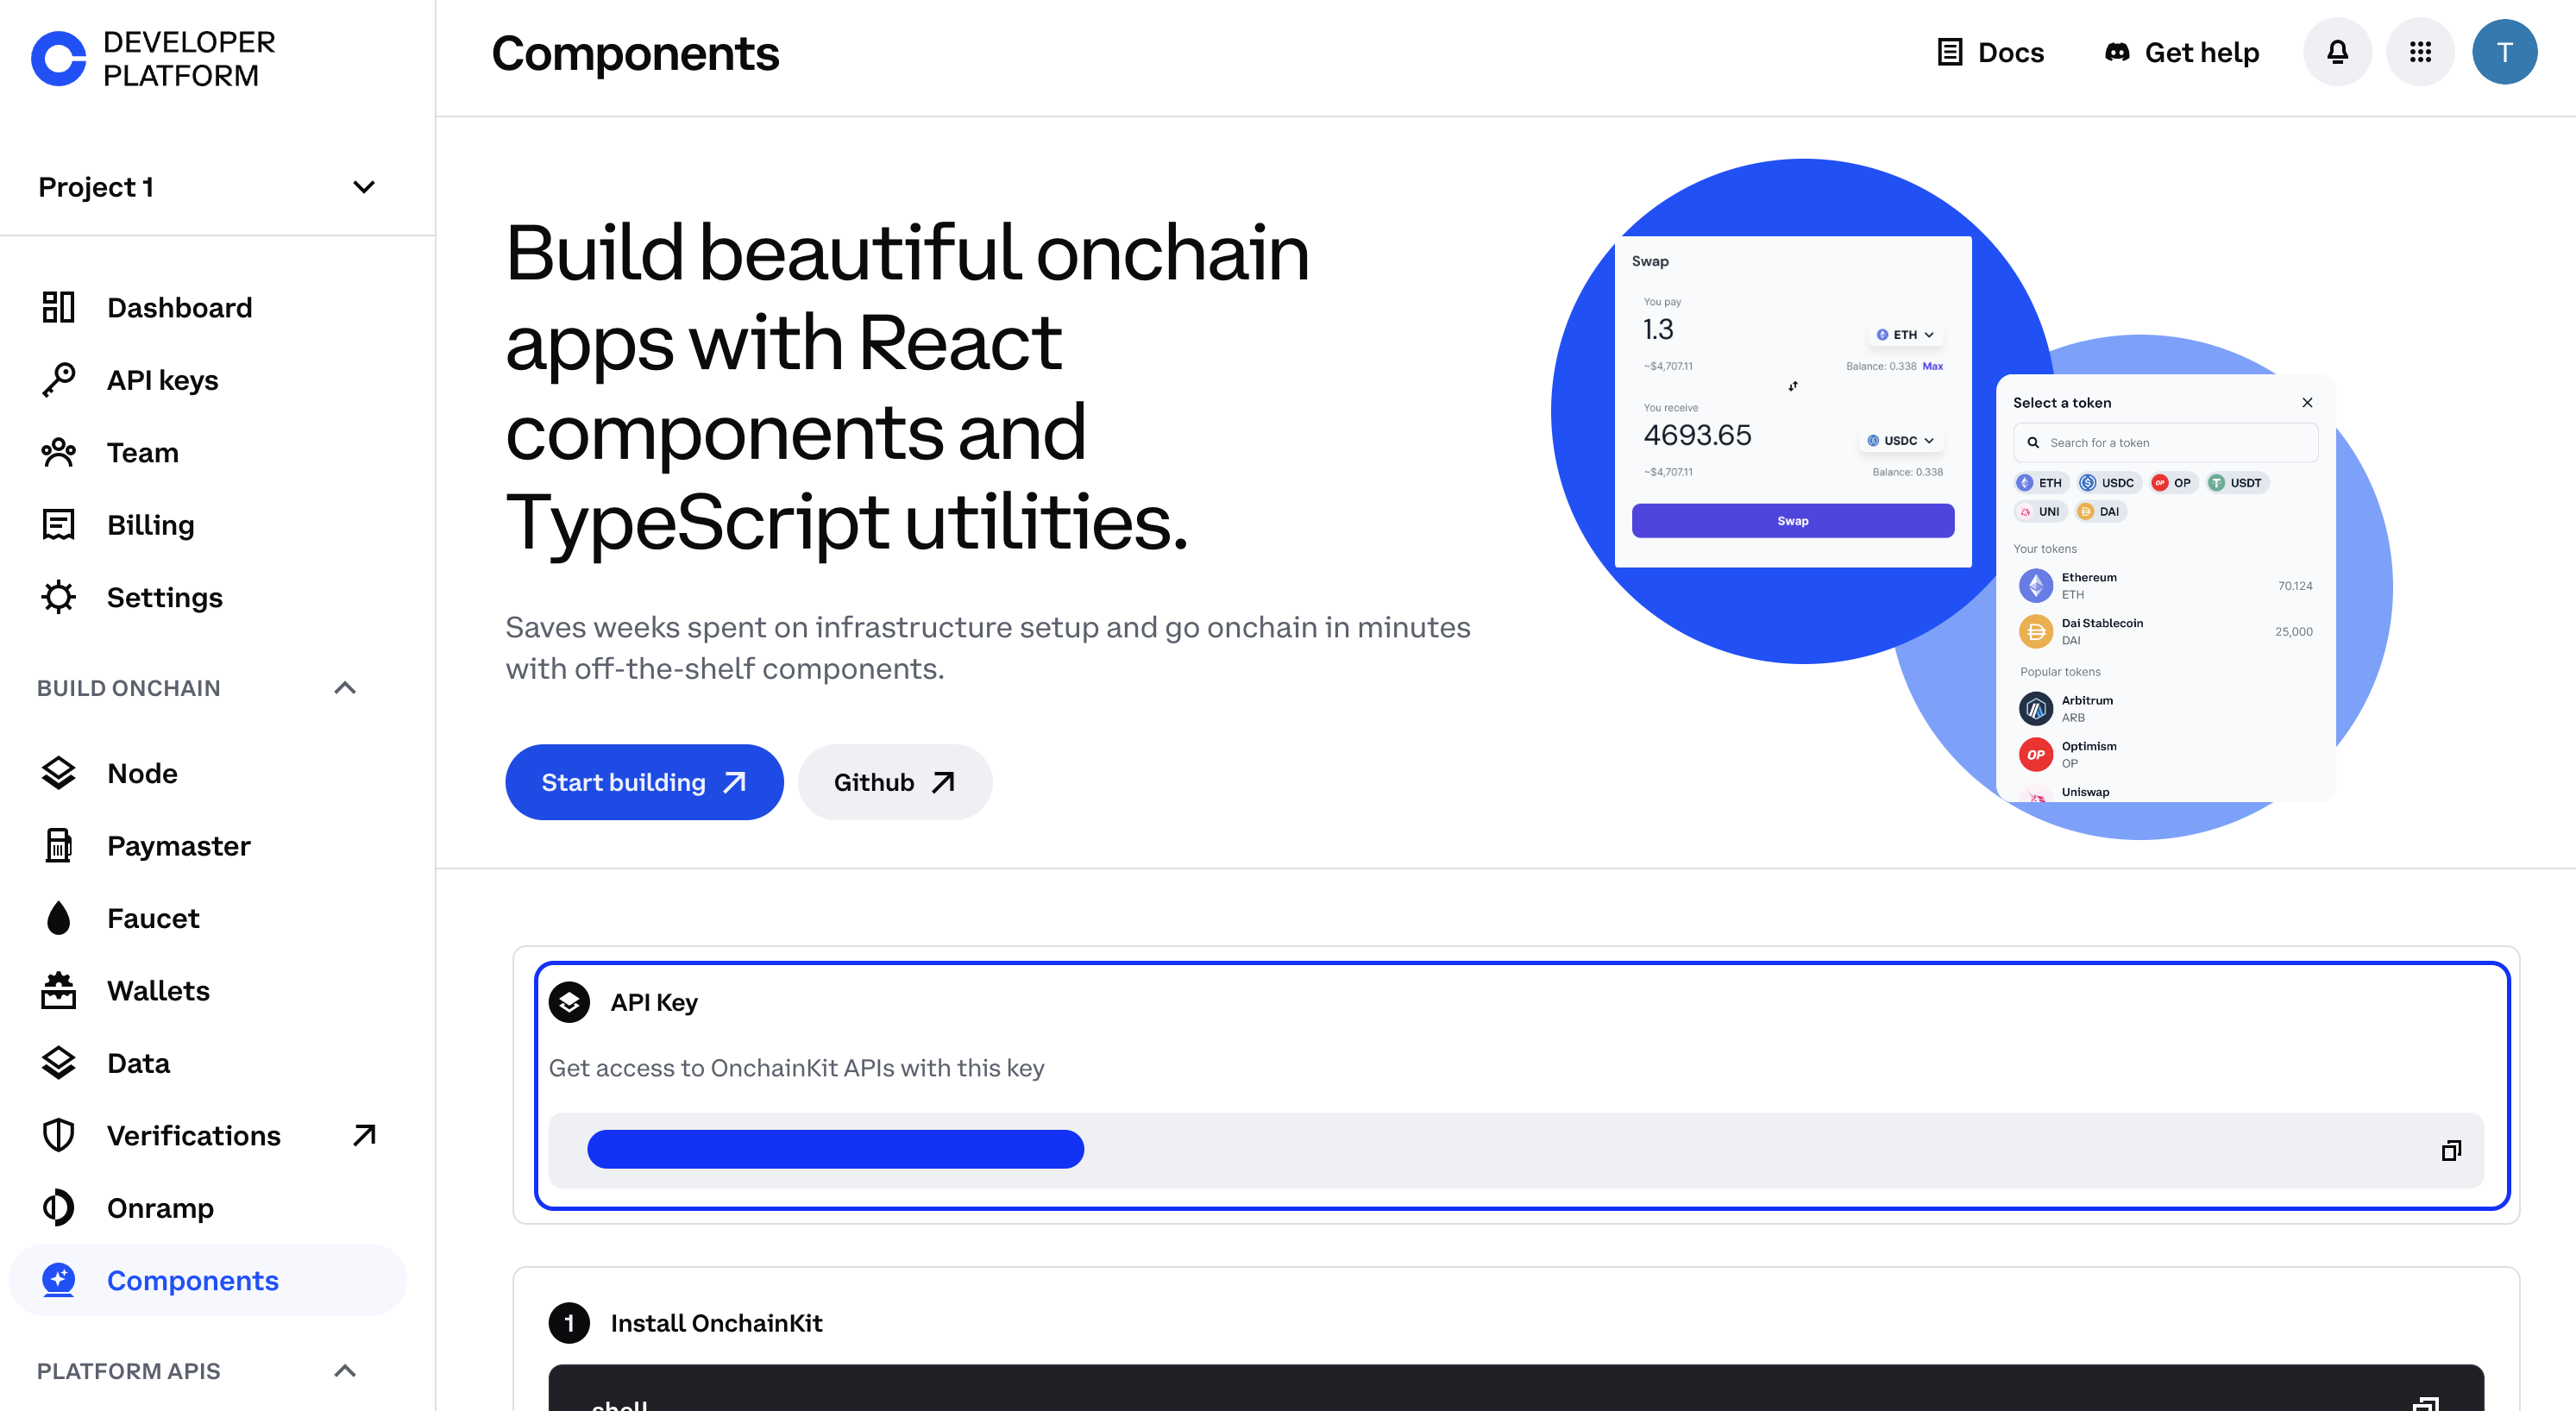 DEVELOPER
PLATFORM
Project 1
Dashboard
API keys
Team
Billing
Settings
BUILD ONCHAIN
Node
Paymaster
Faucet
Wallets
Data
Verifications
Onramp
Components
PLATFORM APIS
Components
Docs
Get help
T
Build beautiful onchain
apps with React
components and
TypeScript utilities.
Saves weeks spent on infrastructure setup and go onchain in minutes
with off-the-shelf components.
Start building
Github
Swap
You pay
1.3
ETH
~$4,707.11
Balance: 0.338 Max
You receive
4693.65
USDC
~$4,707.11
Balance: 0.338
Swap
Select a token
Search for a token
ETH USDC OP USDT
UNI DAI
Your tokens
Ethereum
ETH
70.124
Dai Stablecoin
DAI
25,000
Popular tokens
Arbitrum
ARB
OP
Optimism
OP
Uniswap
API Key
Get access to OnchainKit APIs with this key
1 Install OnchainKit
shell